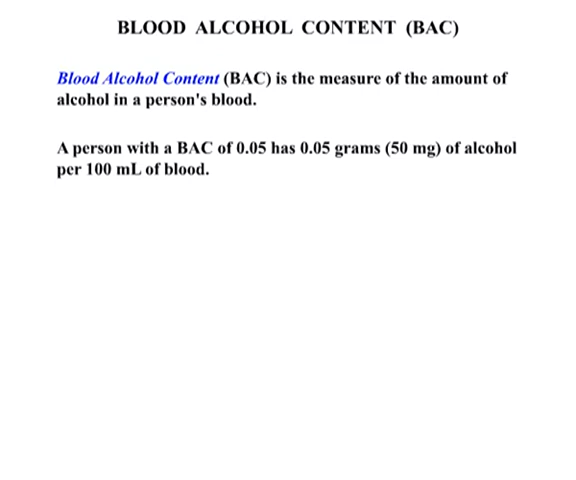 BLOOD ALCOHOL CONTENT (BAC)
Blood Alcohol Content (BAC) is the measure of the amount of
alcohol in a person's blood.
A person with a BAC of 0.05 has 0.05 grams (50 mg) of alcohol
per 100 mL of blood.